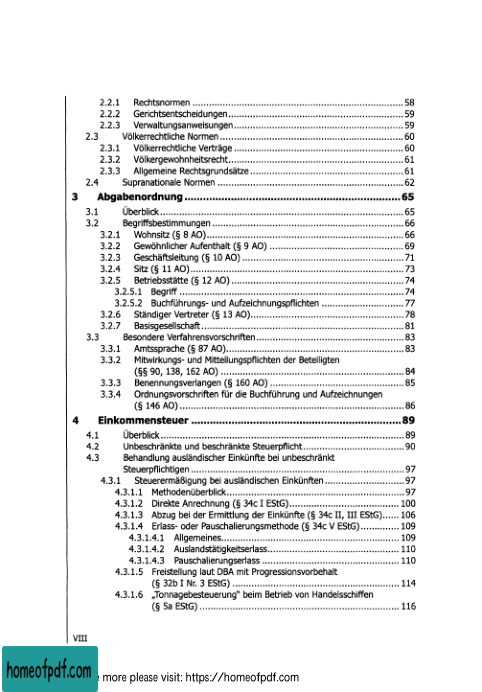 2.2.1 Rechtsnormen ........ 58
2.2.2 Gerichtsentscheidungen ........ 59
2.2.3 Verwaltungsanweisungen ........ 59
2.3 Völkerrechtliche Normen ........ 60
2.3.1 Völkerrechtliche Verträge ........ 60
2.3.2 Völkergewohnheitsrecht ........ 61
2.3.3 Allgemeine Rechtsgrundsätze ........ 61
2.4 Supranationale Normen ........ 62
3 Abgabenordnung ........ 65
3.1 Überblick ........ 65
3.2 Begriffsbestimmungen ........ 66
3.2.1 Wohnsitz (§ 8 AO) ........ 66
3.2.2 Gewöhnlicher Aufenthalt (§ 9 AO) ........ 69
3.2.3 Geschäftsleitung (§ 10 AO) ........ 71
3.2.4 Sitz (§ 11 AO) ........ 73
3.2.5 Betriebsstätte (§ 12 AO) ........ 74
3.2.5.1 Begriff ........ 74
3.2.5.2 Buchführungs- und Aufzeichnungspflichten ........ 77
3.2.6 Ständiger Vertreter (§ 13 AO) ........ 78
3.2.7 Basisgesellschaft ........ 81
3.3 Besondere Verfahrensvorschriften ........ 83
3.3.1 Amtssprache (§ 87 AO) ........ 83
3.3.2 Mitwirkungs- und Mitteilungspflichten der Beteiligten
(§§ 90, 138, 162 AO) ........ 84
3.3.3 Benennungsverlangen (§ 160 AO) ........ 85
3.3.4 Ordnungsvorschriften für die Buchführung und Aufzeichnungen
(§ 146 AO) ........ 86
4 Einkommensteuer ........ 89
4.1 Überblick ........ 89
4.2 Unbeschränkte und beschränkte Steuerpflicht ........ 90
4.3 Behandlung ausländischer Einkünfte bei unbeschränkt
Steuerpflichtigen ........ 97
4.3.1 Steuerermäßigung bei ausländischen Einkünften ........ 97
4.3.1.1 Methodenüberblick ........ 97
4.3.1.2 Direkte Anrechnung (§ 34c I EStG) ........ 100
4.3.1.3 Abzug bei der Ermittlung der Einkünfte (§ 34c II, III EStG) ...... 106
4.3.1.4 Erlass- oder Pauschalierungsmethode (§ 34c V EStG) ........ 109
4.3.1.4.1 Allgemeines ........ 109
4.3.1.4.2 Auslandstätigkeitserlass ........ 110
4.3.1.4.3 Pauschalierungserlass ........ 110
4.3.1.5 Freistellung laut DBA mit Progressionsvorbehalt
(§ 32b I Nr. 3 EStG) ........ 114
4.3.1.6 „Tonnagebesteuerung" beim Betrieb von Handelsschiffen
(§ 5a EStG) ........ 116
VIII
homeofpdf.com
more please visit: https://homeofpdf.com